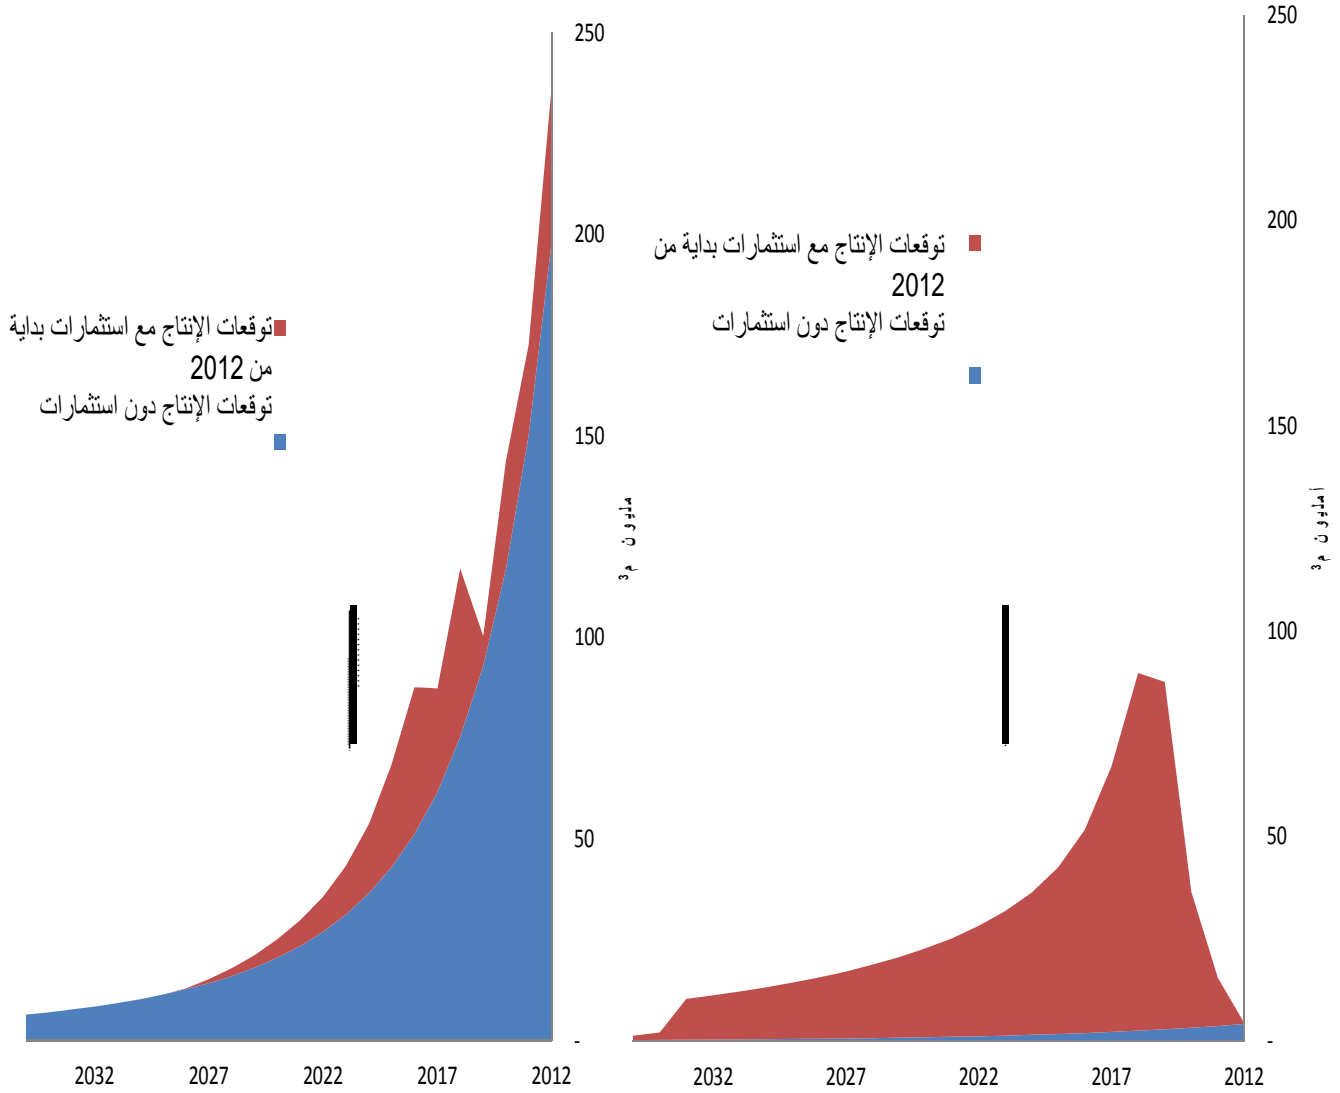 250
200
150
100
50
-
توقعات الإنتاج مع استثمارات بداية من
2012
توقعات الإنتاج دون استثمارات
أمليون م³
2032 2027 2022 2017 2012
250
200
150
100
50
-
توقعات الإنتاج مع استثمارات بداية
من 2012
توقعات الإنتاج دون استثمارات
مليون م³
2032 2027 2022 2017 2012